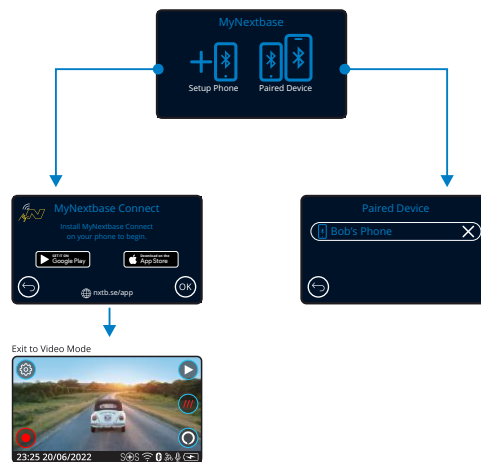 MyNextbase
Setup Phone
Paired Device
MyNextbase Connect
Install MyNextbase Connect
on your phone to begin.
GET IT ON
Google Play
Download on the
App Store
OK
nxtb.se/app
Paired Device
Bob's Phone
Exit to Video Mode
23:25 20/06/2022
SOS